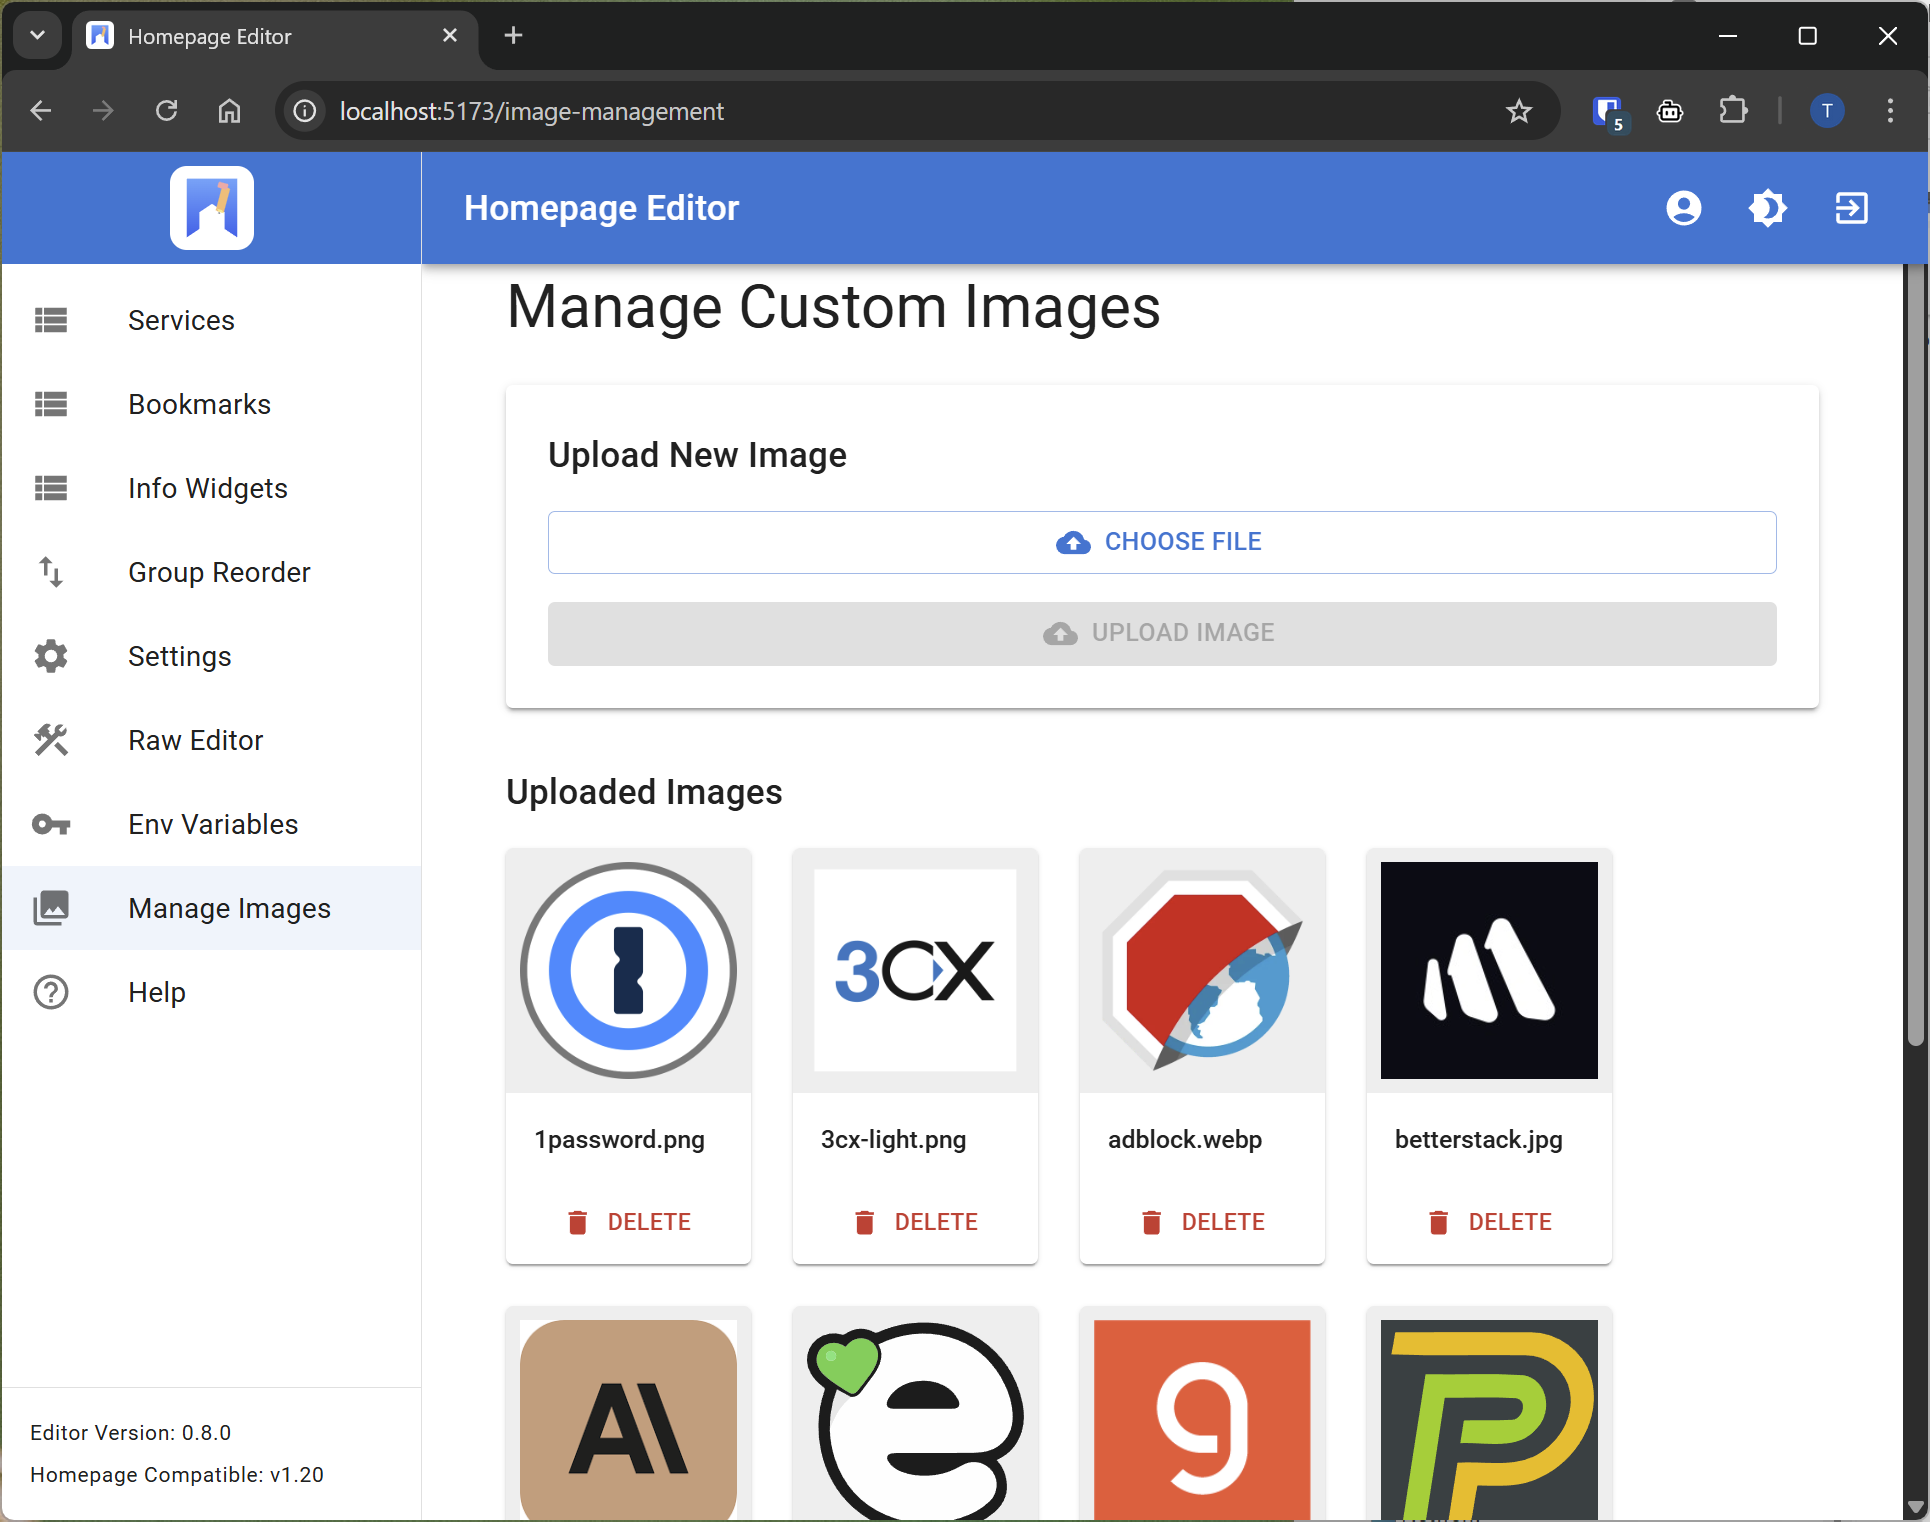 Homepage Editor
localhost:5173/image-management
5
T
Homepage Editor
Services
Bookmarks
Info Widgets
Group Reorder
Settings
Raw Editor
Env Variables
Manage Images
Help
Editor Version: 0.8.0
Homepage Compatible: v1.20
Manage Custom Images
Upload New Image
CHOOSE FILE
UPLOAD IMAGE
Uploaded Images
3CX
1password.png
3cx-light.png
adblock.webp
betterstack.jpg
DELETE
DELETE
DELETE
DELETE
A\
e
g
P